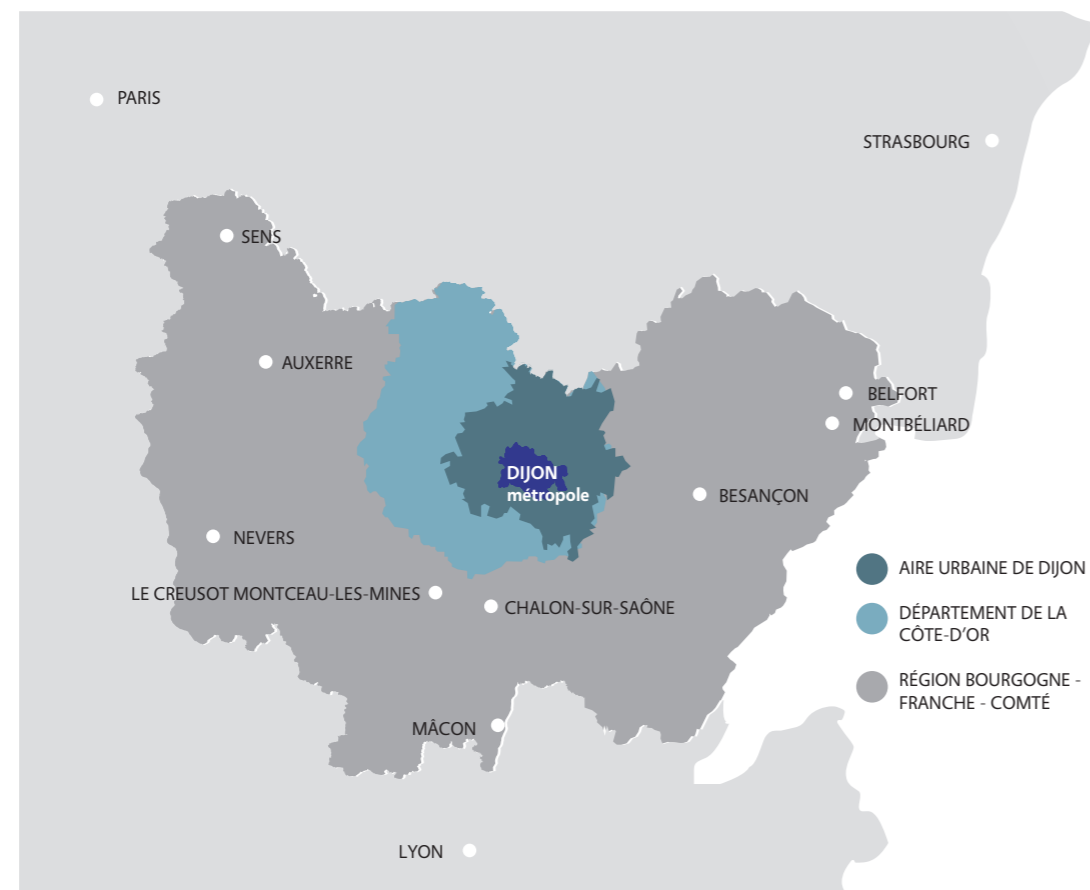 PARIS
STRASBOURG
SENS
AUXERRE
BELFORT
MONTBÉLIARD
DIJON
métropole
BESANÇON
NEVERS
LE CREUSOT MONTCEAU-LES-MINES
CHALON-SUR-SAÔNE
MÂCON
LYON
AIRE URBAINE DE DIJON
DÉPARTEMENT DE LA
CÔTE-D’OR
RÉGION BOURGOGNE -
FRANCHE - COMTÉ